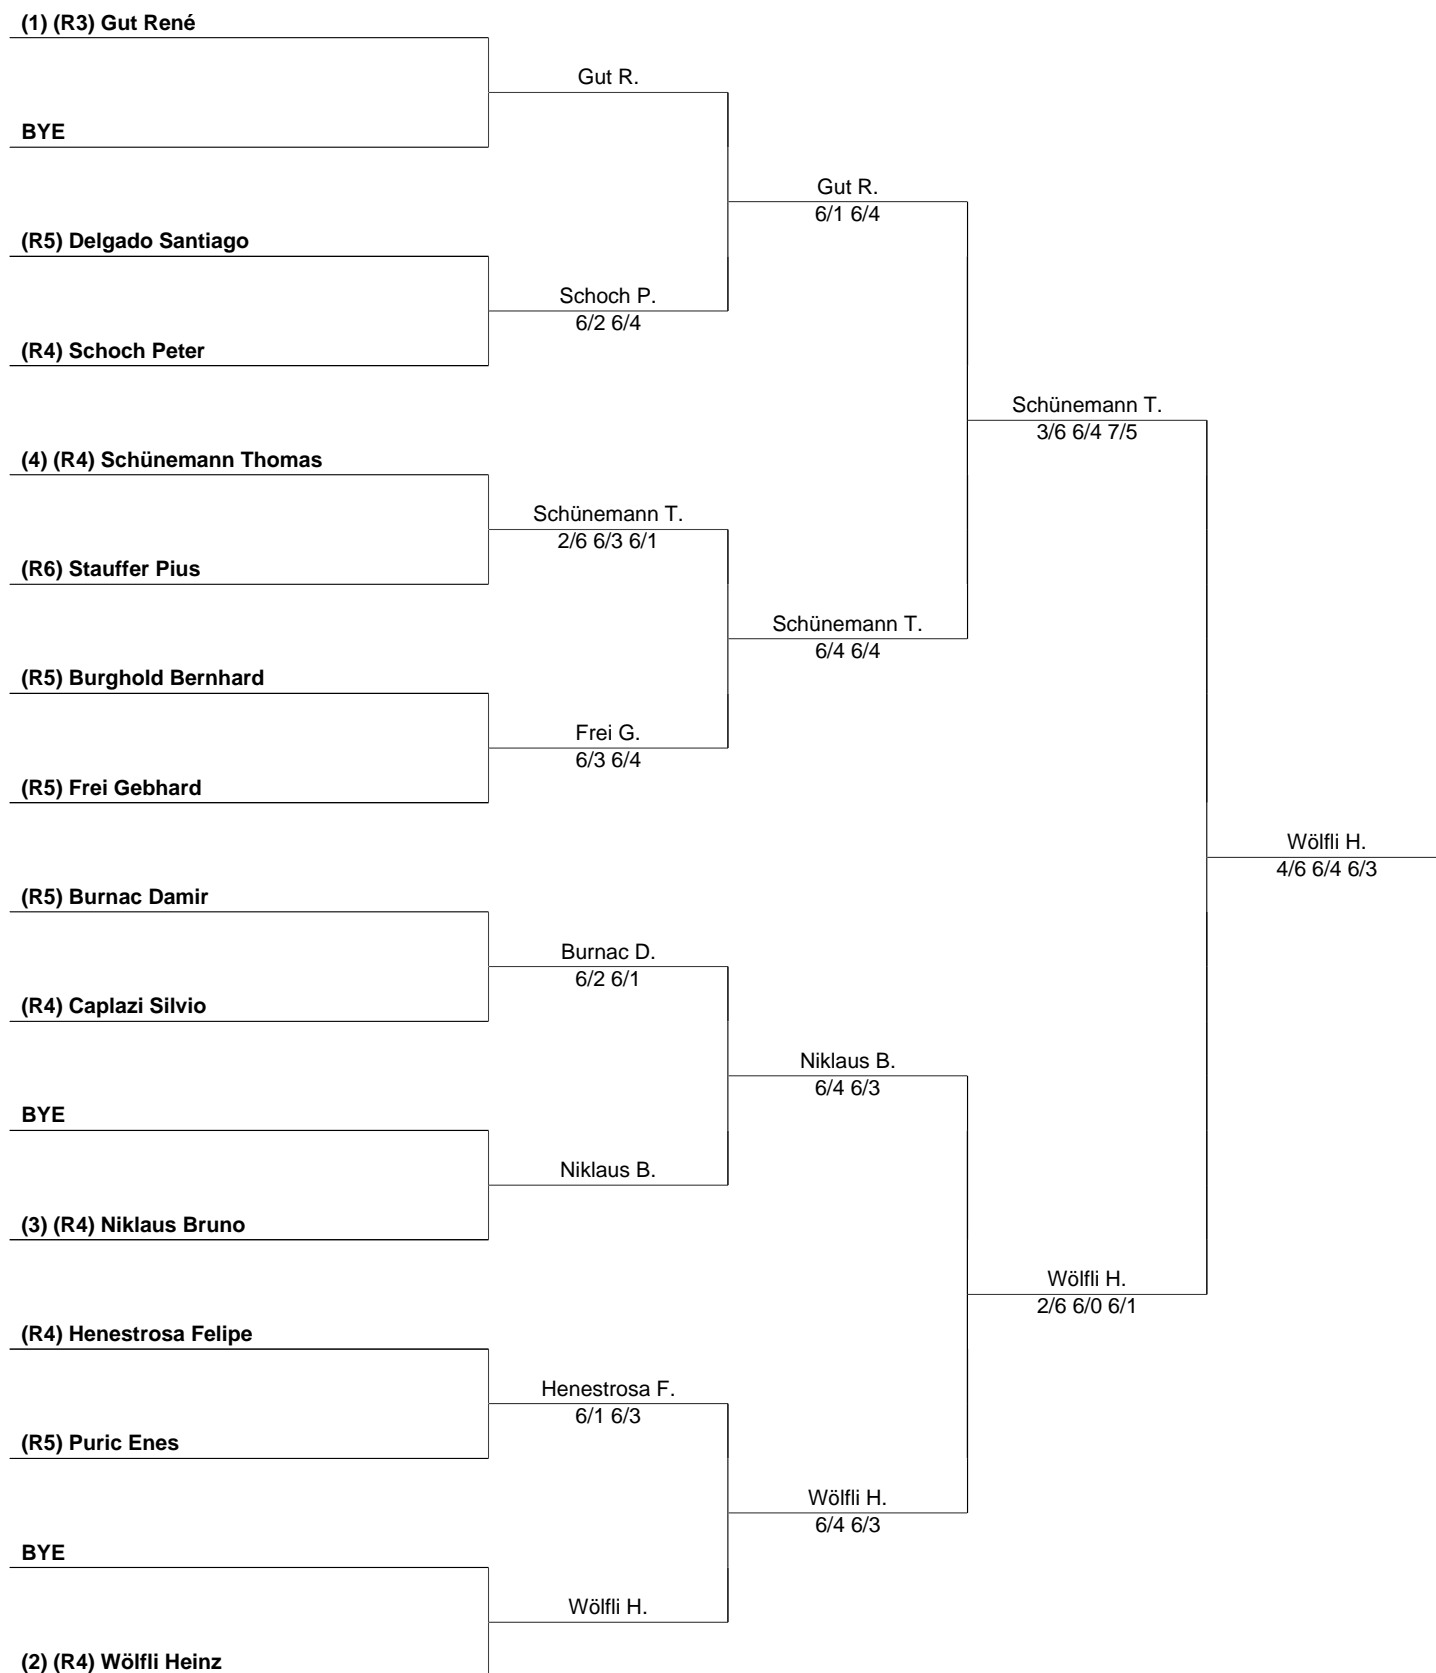 (1) (R3) Gut René
Gut R.
BYE
Gut R.
6/1 6/4
(R5) Delgado Santiago
Schoch P.
6/2 6/4
(R4) Schoch Peter
Schünemann T.
3/6 6/4 7/5
(4) (R4) Schünemann Thomas
Schünemann T.
2/6 6/3 6/1
(R6) Stauffer Pius
Schünemann T.
6/4 6/4
(R5) Burghold Bernhard
Frei G.
6/3 6/4
(R5) Frei Gebhard
Wölfli H.
4/6 6/4 6/3
(R5) Burnac Damir
Burnac D.
6/2 6/1
(R4) Caplazi Silvio
Niklaus B.
6/4 6/3
BYE
Niklaus B.
(3) (R4) Niklaus Bruno
Wölfli H.
2/6 6/0 6/1
(R4) Henestrosa Felipe
Henestrosa F.
6/1 6/3
(R5) Puric Enes
Wölfli H.
6/4 6/3
BYE
Wölfli H.
(2) (R4) Wölfli Heinz